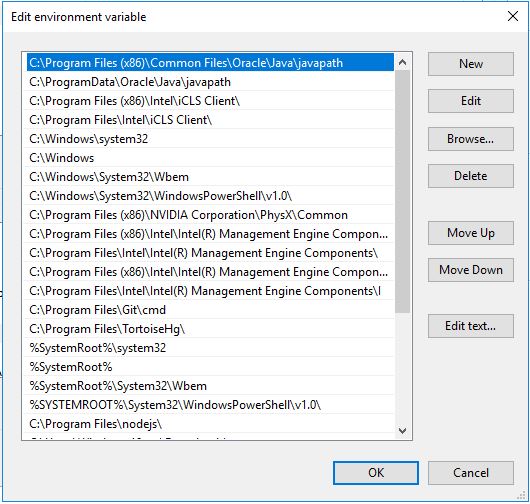 Edit environment variable
C:\Program Files (x86)\Common Files\Oracle\Java\javapath
C:\ProgramData\Oracle\Java\javapath
C:\Program Files (x86)\Intel\iCLS Client\
C:\Program Files\Intel\iCLS Client\
C:\Windows\system32
C:\Windows
C:\Windows\System32\Wbem
C:\Windows\System32\WindowsPowerShell\v1.0\
C:\Program Files (x86)\NVIDIA Corporation\PhysX\Common
C:\Program Files (x86)\Intel\Intel(R) Management Engine Compon...
C:\Program Files\Intel\Intel(R) Management Engine Components\
C:\Program Files (x86)\Intel\Intel(R) Management Engine Compon...
C:\Program Files\Intel\Intel(R) Management Engine Components\I
C:\Program Files\Git\cmd
C:\Program Files\TortoiseHg\
%SystemRoot%\system32
%SystemRoot%
%SystemRoot%\System32\Wbem
%SYSTEMROOT%\System32\WindowsPowerShell\v1.0\
C:\Program Files\nodejs\
New
Edit
Browse...
Delete
Move Up
Move Down
Edit text...
OK
Cancel